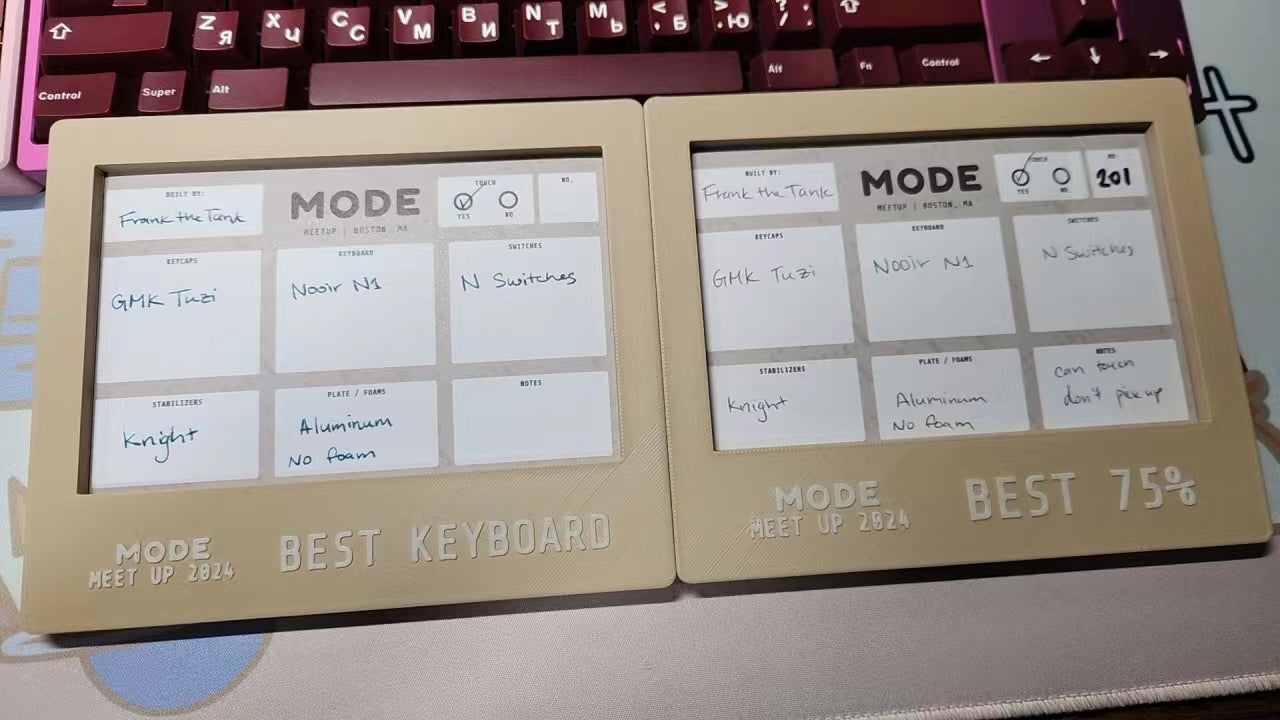 Z Я X Ч C С V М B И N Т M Ь < , Б > . Ю ? / .
Control Super Alt Alt Fn Control
BUILT BY:
Frank the Tank
MODE
MEETUP | BOSTON, MA
TOUCH
YES NO
NO.
KEYCAPS
GMK Tuzi
KEYBOARD
Nooir N1
SWITCHES
N Switches
STABILIZERS
Knight
PLATE / FOAMS
Aluminum
No foam
NOTES
MODE
MEET UP 2024
BEST KEYBOARD
BUILT BY:
Frank the Tank
MODE
MEETUP | BOSTON, MA
TOUCH
YES NO
NO.
201
KEYCAPS
GMK Tuzi
KEYBOARD
Nooir N1
SWITCHES
N Switches
STABILIZERS
Knight
PLATE / FOAMS
Aluminum
No foam
NOTES
can touch
don't pick up
MODE
MEET UP 2024
BEST 75%